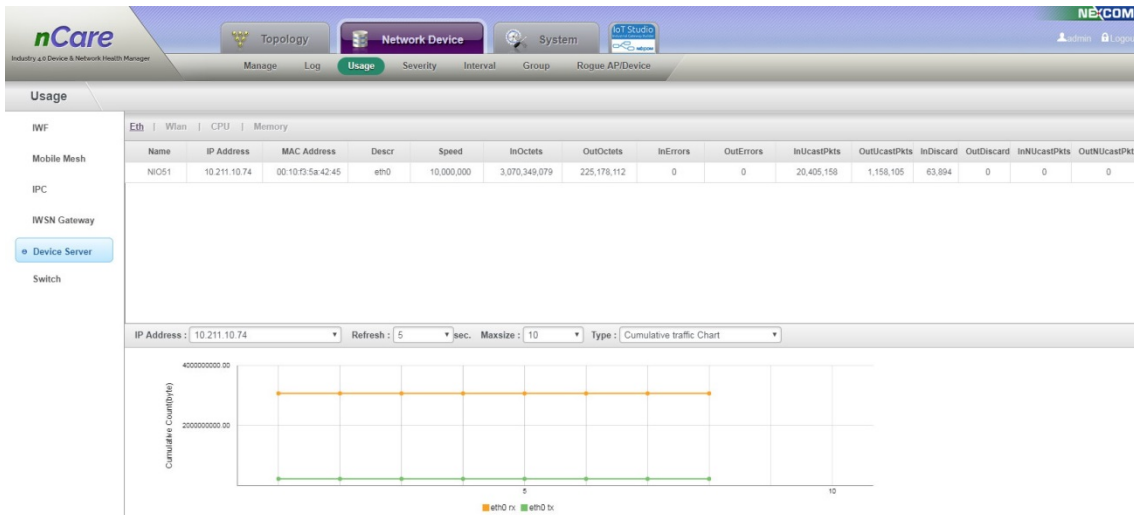 NEXCOM
nCare
Industry 4.0 Device & Network Health Manager
Topology
Network Device
System
IoT Studio
admin Logou
Manage Log Usage Severity Interval Group Rogue AP/Device
Usage
IWF
Mobile Mesh
IPC
IWSN Gateway
Device Server
Switch
Eth | Wlan | CPU | Memory
Name IP Address MAC Address Descr Speed InOctets OutOctets InErrors OutErrors InUcastPkts OutUcastPkts InDiscard OutDiscard InNUcastPkts OutNUcastPkt
NIO51 10.211.10.74 00:10:f3:5a:42:45 eth0 10,000,000 3,070,349,079 225,178,112 0 0 20,405,158 1,158,105 63,894 0 0 0
IP Address : 10.211.10.74 Refresh : 5 sec. Maxsize : 10 Type : Cumulative traffic Chart
4000000000.00
Cumulative Count(byte)
2000000000.00
5 10
eth0 rx eth0 tx